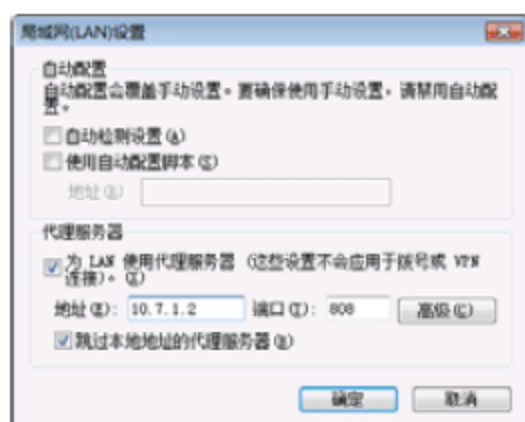 局域网(LAN)设置
自动配置
自动配置会覆盖手动设置。要确保使用手动设置，请禁用自动配
置。
自动检测设置(A)
使用自动配置脚本(S)
地址(R)
代理服务器
为 LAN 使用代理服务器 (这些设置不会应用于拨号或 VPN
连接)。(X)
地址(E): 10.7.1.2 端口(T): 808 高级(C)
跳过本地地址的代理服务器(B)
确定 取消